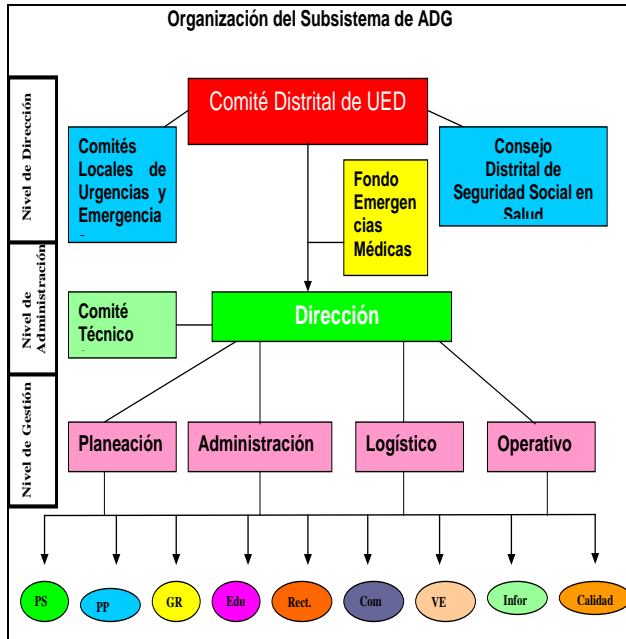 Organización del Subsistema de ADG
Nivel de Dirección
Comité Distrital de UED
Comités
Locales de
Urgencias y
Emergencia
Consejo
Distrital de
Seguridad Social en
Salud
Fondo
Emergen
cias
Médicas
Nivel de
Administración
Comité
Técnico
Dirección
Nivel de Gestión
Planeación
Administración
Logístico
Operativo
PS
PP
GR
Edu
Rect.
Com
VE
Infor
Calidad